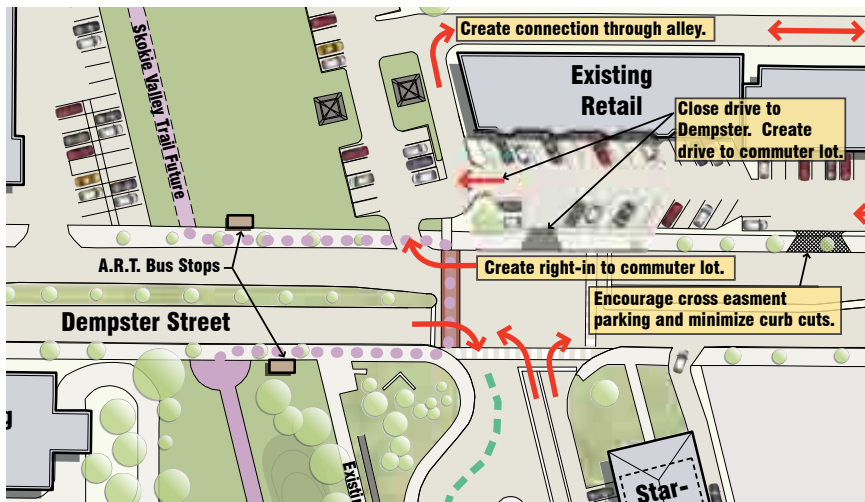 Create connection through alley.
Existing
Retail
Skokie Valley Trail Future
Close drive to
Dempster. Create
drive to commuter lot.
A.R.T. Bus Stops
Create right-in to commuter lot.
Encourage cross easment
parking and minimize curb cuts.
Dempster Street
g
Existi
Star-